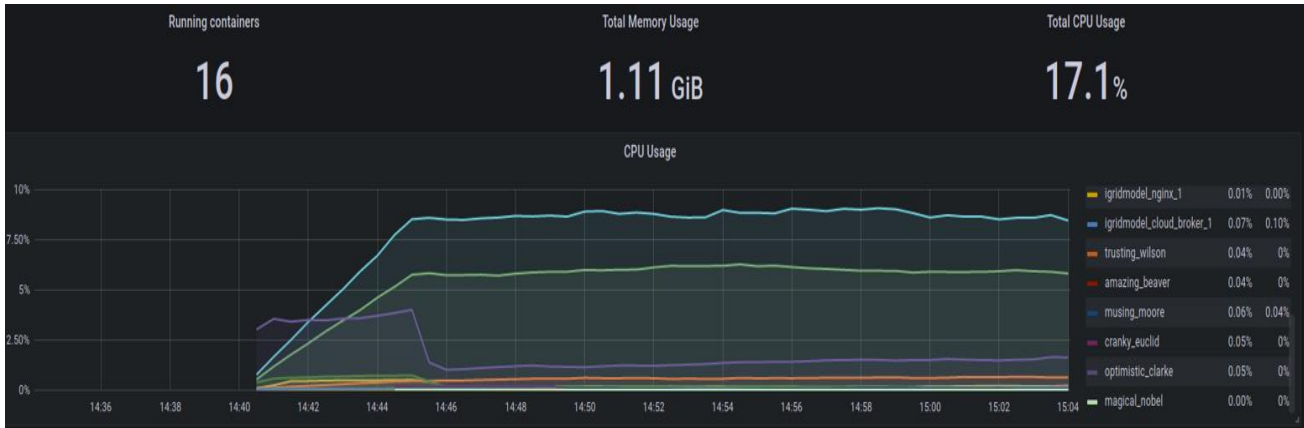 Running containers
Total Memory Usage
Total CPU Usage
16
1.11 GiB
17.1%
CPU Usage
10%
7.50%
5%
2.50%
0%
14:36 14:38 14:40 14:42 14:44 14:46 14:48 14:50 14:52 14:54 14:56 14:58 15:00 15:02 15:04
igridmodel_nginx_1 0.01% 0.00%
igridmodel_cloud_broker_1 0.07% 0.10%
trusting_wilson 0.04% 0%
amazing_beaver 0.04% 0%
musing_moore 0.06% 0.04%
cranky_euclid 0.05% 0%
optimistic_clarke 0.05% 0%
magical_nobel 0.00% 0%